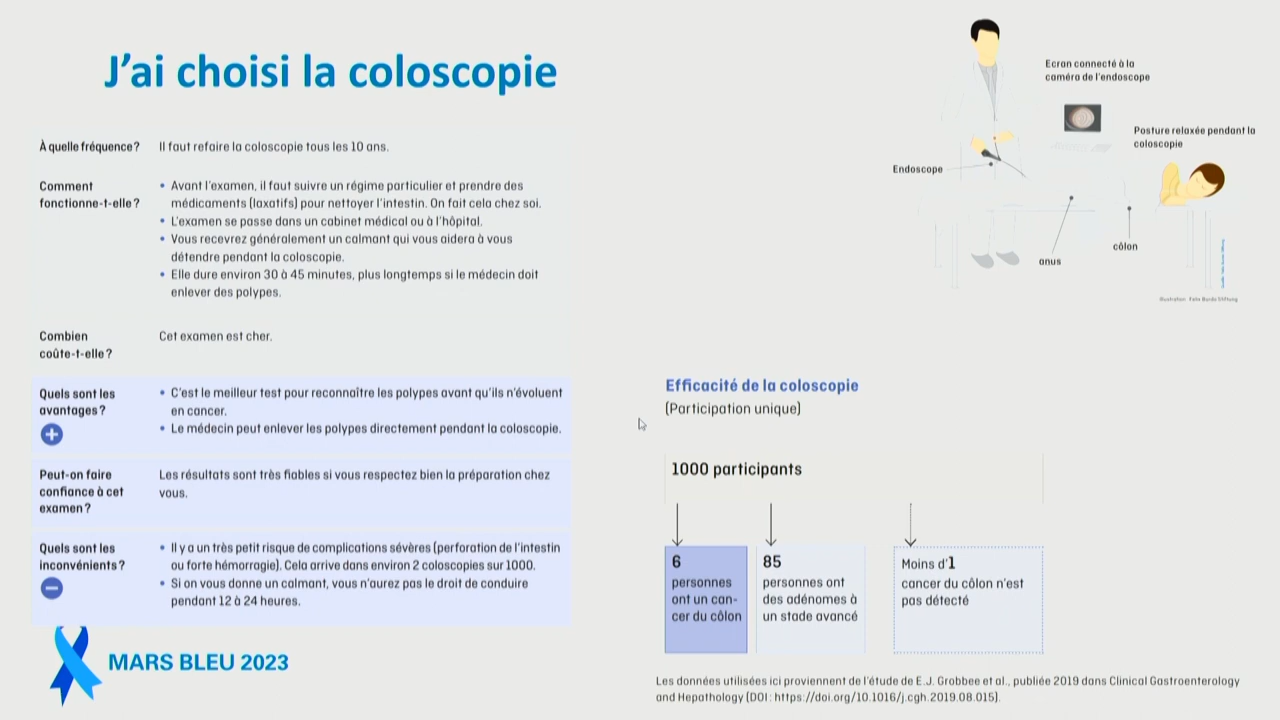 J'ai choisi la coloscopie
À quelle fréquence?
Il faut refaire la coloscopie tous les 10 ans.
Comment
fonctionne-t-elle?
• Avant l'examen, il faut suivre un régime particulier et prendre des
médicaments (laxatifs) pour nettoyer l'intestin. On fait cela chez soi.
• L'examen se passe dans un cabinet médical ou à l'hôpital.
• Vous recevrez généralement un calmant qui vous aidera à vous
détendre pendant la coloscopie.
• Elle dure environ 30 à 45 minutes, plus longtemps si le médecin doit
enlever des polypes.
Combien
coûte-t-elle?
Cet examen est cher.
Quels sont les
avantages?
• C'est le meilleur test pour reconnaître les polypes avant qu'ils n'évoluent
en cancer.
• Le médecin peut enlever les polypes directement pendant la coloscopie.
Peut-on faire
confiance à cet
examen?
Les résultats sont très fiables si vous respectez bien la préparation chez
vous.
Quels sont les
inconvénients?
• Il y a un très petit risque de complications sévères (perforation de l'intestin
ou forte hémorragie). Cela arrive dans environ 2 coloscopies sur 1000.
• Si on vous donne un calmant, vous n'aurez pas le droit de conduire
pendant 12 à 24 heures.
MARS BLEU 2023
Ecran connecté à la
caméra de l'endoscope
Posture relaxée pendant la
coloscopie
Endoscope
côlon
anus
Illustration: Felix Burda Stiftung
Efficacité de la coloscopie
(Participation unique)
1000 participants
6
personnes
ont un can-
cer du côlon
85
personnes ont
des adénomes à
un stade avancé
Moins d'1
cancer du côlon n'est
pas détecté
Les données utilisées ici proviennent de l'étude de E.J. Grobbee et al., publiée 2019 dans Clinical Gastroenterology
and Hepathology (DOI: https://doi.org/10.1016/j.cgh.2019.08.015).